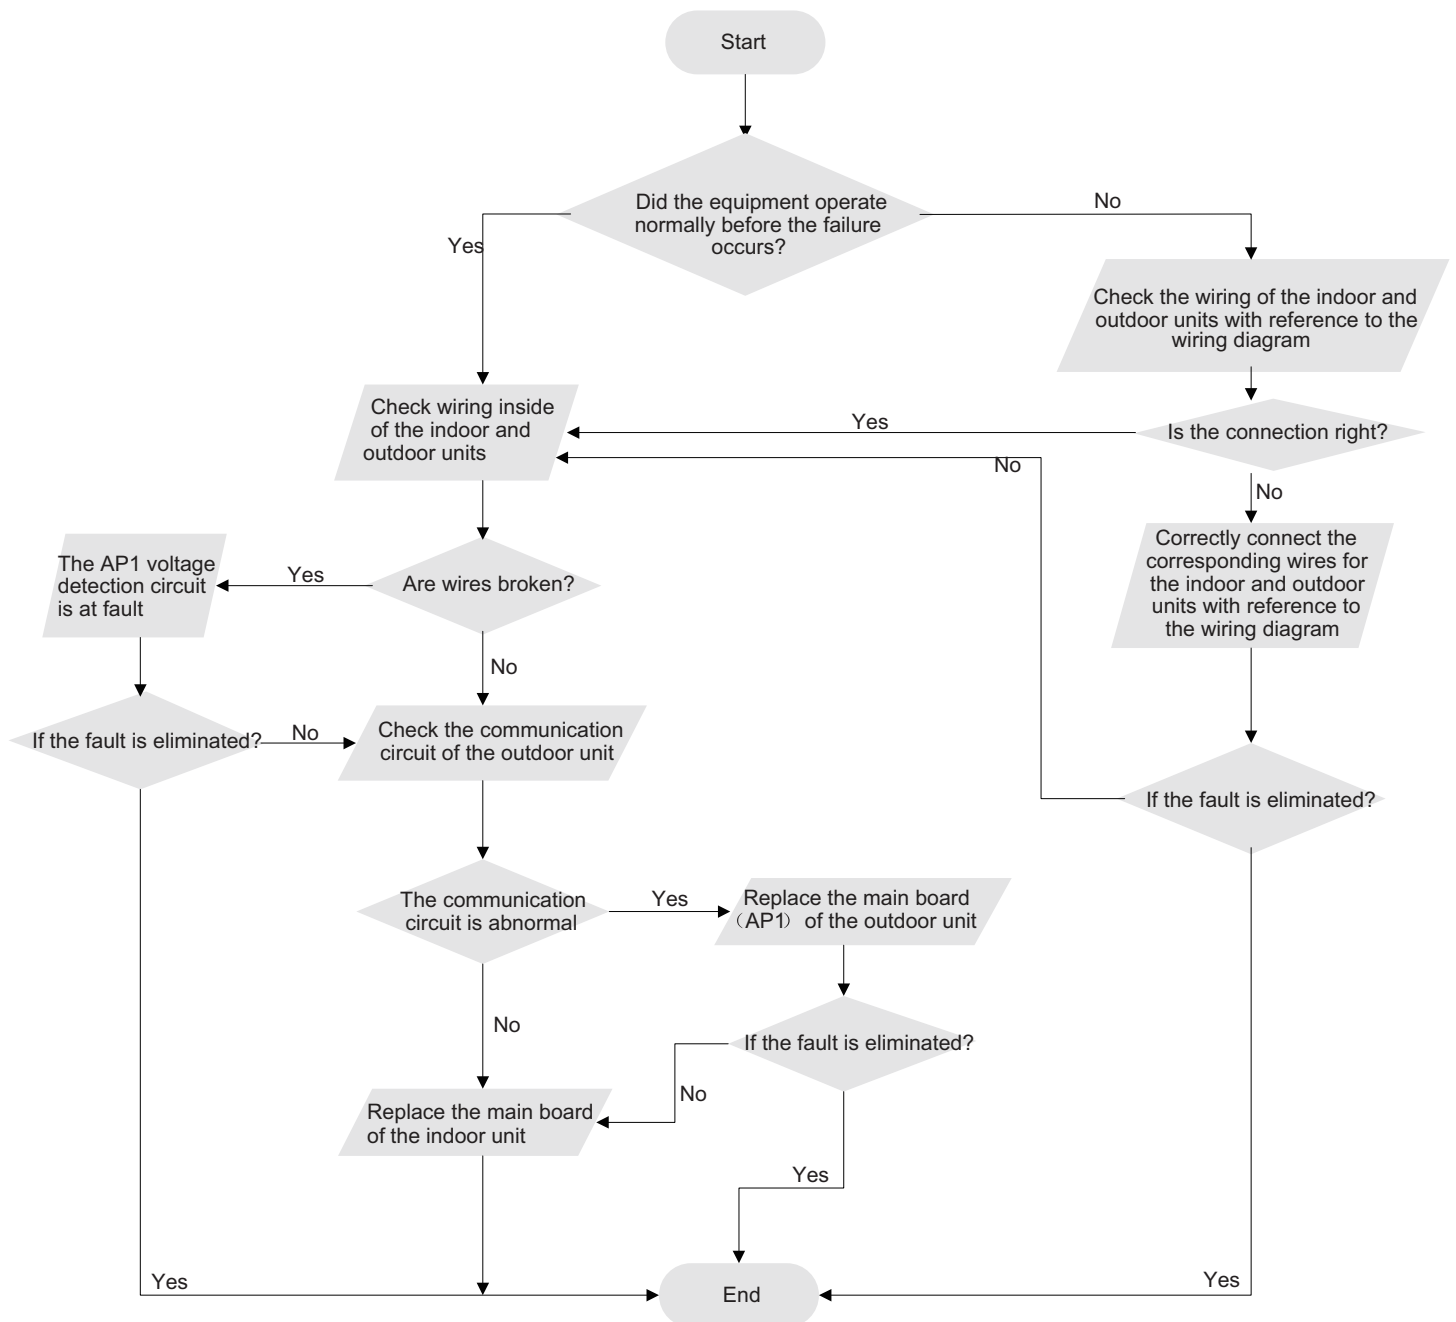 Start
Did the equipment operate
normally before the failure
occurs?
No
Yes
Check the wiring of the indoor and
outdoor units with reference to the
wiring diagram
Check wiring inside
of the indoor and
outdoor units
Yes
Is the connection right?
No
No
Correctly connect the
corresponding wires for
the indoor and outdoor
units with reference to
the wiring diagram
The AP1 voltage
detection circuit
is at fault
Yes
Are wires broken?
No
If the fault is eliminated?
No
Check the communication
circuit of the outdoor unit
If the fault is eliminated?
The communication
circuit is abnormal
Yes
Replace the main board
（AP1） of the outdoor unit
No
If the fault is eliminated?
No
Replace the main board
of the indoor unit
Yes
Yes
Yes
End